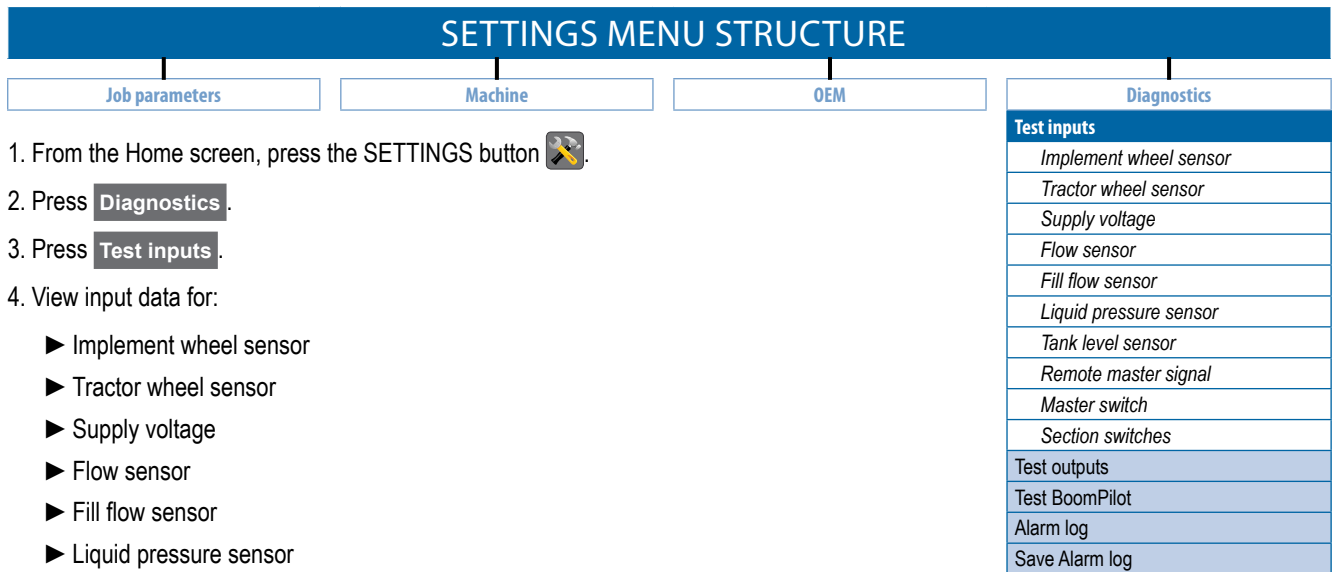 SETTINGS MENU STRUCTURE
Job parameters
Machine
OEM
Diagnostics
1. From the Home screen, press the SETTINGS button .
2. Press Diagnostics .
3. Press Test inputs .
4. View input data for:
► Implement wheel sensor
► Tractor wheel sensor
► Supply voltage
► Flow sensor
► Fill flow sensor
► Liquid pressure sensor
Test inputs
Implement wheel sensor
Tractor wheel sensor
Supply voltage
Flow sensor
Fill flow sensor
Liquid pressure sensor
Tank level sensor
Remote master signal
Master switch
Section switches
Test outputs
Test BoomPilot
Alarm log
Save Alarm log